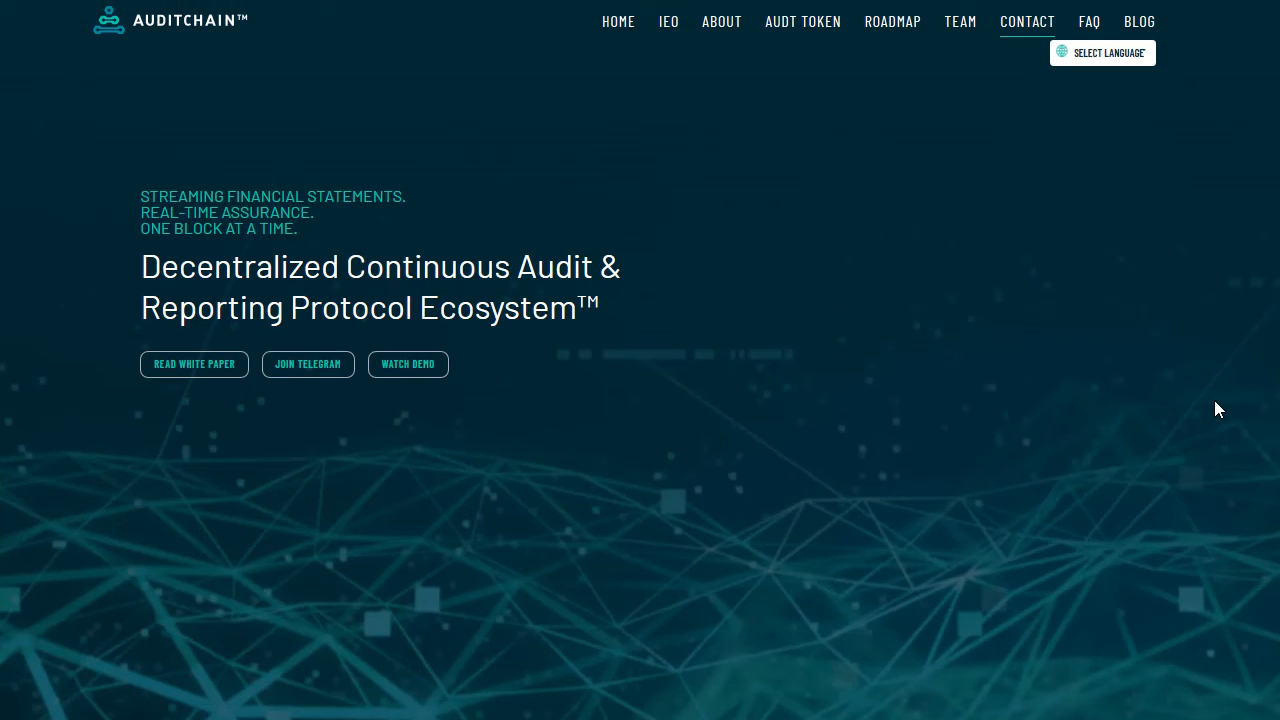 AUDITCHAIN™
HOME IEO ABOUT AUDT TOKEN ROADMAP TEAM CONTACT FAQ BLOG
SELECT LANGUAGE
STREAMING FINANCIAL STATEMENTS.
REAL-TIME ASSURANCE.
ONE BLOCK AT A TIME.
Decentralized Continuous Audit &
Reporting Protocol Ecosystem™
READ WHITE PAPER JOIN TELEGRAM WATCH DEMO